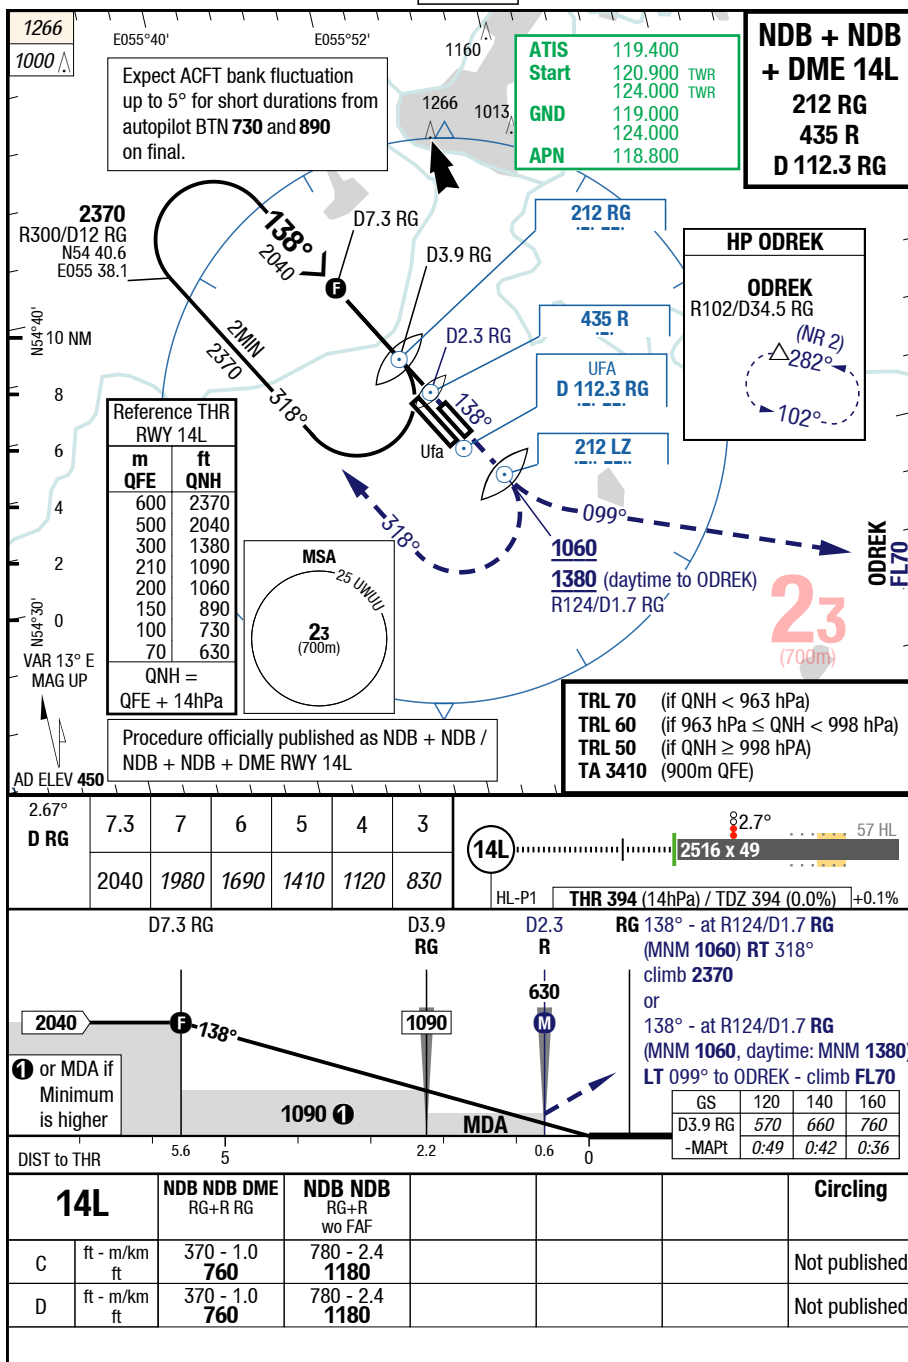 1266
1000
E055°40'
E055°52'
1160
1266
1013
Expect ACFT bank fluctuation
up to 5° for short durations from
autopilot BTN 730 and 890
on final.
ATIS 119.400
Start 120.900 TWR
124.000 TWR
GND 119.000
124.000
APN 118.800
NDB + NDB
+ DME 14L
212 RG
435 R
D 112.3 RG
2370
R300/D12 RG
N54 40.6
E055 38.1
138°
2040
D7.3 RG
F
D3.9 RG
212 RG
D2.3 RG
435 R
UFA
D 112.3 RG
212 LZ
HP ODREK
ODREK
R102/D34.5 RG
(NR 2)
282°
102°
N54°40'
10 NM
8
6
4
2
0
N54°30'
2MIN
2370
318°
138°
Ufa
318°
099°
ODREK
FL70
1060
1380 (daytime to ODREK)
R124/D1.7 RG
Reference THR
RWY 14L
m ft
QFE QNH
600 2370
500 2040
300 1380
210 1090
200 1060
150 890
100 730
70 630
QNH =
QFE + 14hPa
MSA
25 UWUU
23
(700m)
23
(700m)
VAR 13° E
MAG UP
AD ELEV 450
Procedure officially published as NDB + NDB /
NDB + NDB + DME RWY 14L
TRL 70 (if QNH < 963 hPa)
TRL 60 (if 963 hPa ≤ QNH < 998 hPa)
TRL 50 (if QNH ≥ 998 hPA)
TA 3410 (900m QFE)
2.67°
D RG
7.3 7 6 5 4 3
2040 1980 1690 1410 1120 830
14L
2.7°
57 HL
2516 x 49
HL-P1
THR 394 (14hPa) / TDZ 394 (0.0%)
+0.1%
D7.3 RG
D3.9
RG
D2.3
R
RG
630
2040
F
138°
1090
M
1 or MDA if
Minimum
is higher
1090 1
MDA
138° - at R124/D1.7 RG
(MNM 1060) RT 318°
climb 2370
or
138° - at R124/D1.7 RG
(MNM 1060, daytime: MNM 1380)
LT 099° to ODREK - climb FL70
GS 120 140 160
D3.9 RG 570 660 760
-MAPt 0:49 0:42 0:36
DIST to THR
5.6 5 2.2 0.6 0
14L
NDB NDB DME
RG+R RG
NDB NDB
RG+R
wo FAF
Circling
C ft - m/km 370 - 1.0 780 - 2.4 Not published
ft 760 1180
D ft - m/km 370 - 1.0 780 - 2.4 Not published
ft 760 1180